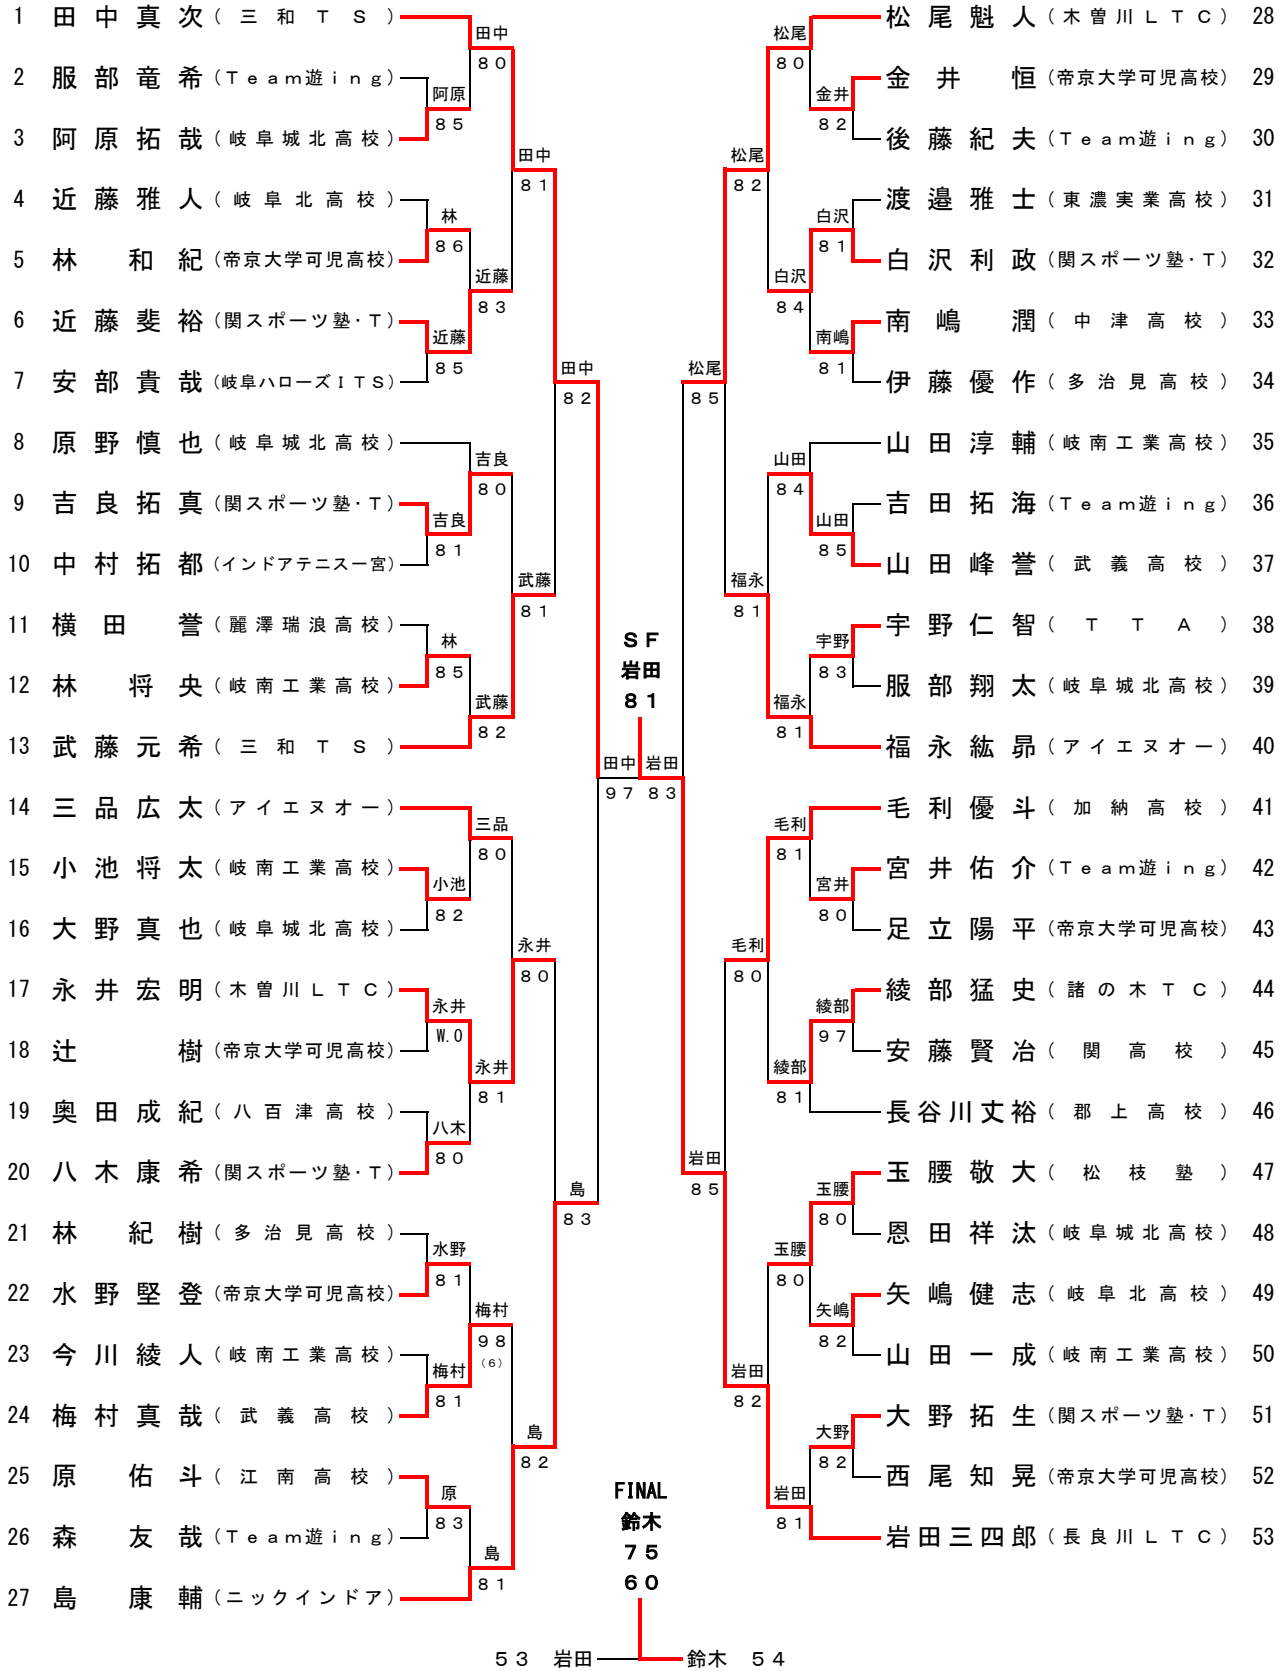 1 田中真次 (三和TS)
2 服部竜希 (Team遊ing)
3 阿原拓哉 (岐阜城北高校)
4 近藤雅人 (岐阜北高校)
5 林和紀 (帝京大学可児高校)
6 近藤斐裕 (関スポーツ塾・T)
7 安部貴哉 (岐阜ハローズITS)
8 原野慎也 (岐阜城北高校)
9 吉良拓真 (関スポーツ塾・T)
10 中村拓都 (インドアテニス一宮)
11 横田誉 (麗澤瑞浪高校)
12 林将央 (岐南工業高校)
13 武藤元希 (三和TS)
14 三品広太 (アイエヌオー)
15 小池将太 (岐南工業高校)
16 大野真也 (岐阜城北高校)
17 永井宏明 (木曽川LTC)
18 辻樹 (帝京大学可児高校)
19 奥田成紀 (八百津高校)
20 八木康希 (関スポーツ塾・T)
21 林紀樹 (多治見高校)
22 水野堅登 (帝京大学可児高校)
23 今川綾人 (岐南工業高校)
24 梅村真哉 (武義高校)
25 原佑斗 (江南高校)
26 森友哉 (Team遊ing)
27 島康輔 (ニックインドア)
阿原
85
林
86
近藤
85
吉良
81
林
85
小池
82
永井
W.O
八木
80
水野
81
梅村
81
原
83
田中
80
近藤
83
吉良
80
武藤
82
三品
80
永井
81
梅村
98
(6)
島
81
田中
81
武藤
81
永井
80
島
82
田中
82
島
83
田中
97
SF
岩田
81
岩田
83
松尾
85
岩田
85
松尾
82
福永
81
毛利
80
岩田
82
松尾
80
白沢
84
山田
84
福永
81
毛利
81
綾部
81
玉腰
80
岩田
81
金井
82
白沢
81
南嶋
81
山田
85
宇野
83
宮井
80
綾部
97
玉腰
80
矢嶋
82
大野
82
松尾魁人 (木曽川LTC) 28
金井恒 (帝京大学可児高校) 29
後藤紀夫 (Team遊ing) 30
渡邉雅士 (東濃実業高校) 31
白沢利政 (関スポーツ塾・T) 32
南嶋潤 (中津高校) 33
伊藤優作 (多治見高校) 34
山田淳輔 (岐南工業高校) 35
吉田拓海 (Team遊ing) 36
山田峰誉 (武義高校) 37
宇野仁智 (TTA) 38
服部翔太 (岐阜城北高校) 39
福永紘昴 (アイエヌオー) 40
毛利優斗 (加納高校) 41
宮井佑介 (Team遊ing) 42
足立陽平 (帝京大学可児高校) 43
綾部猛史 (諸の木TC) 44
安藤賢冶 (関高校) 45
長谷川丈裕 (郡上高校) 46
玉腰敬大 (松枝塾) 47
恩田祥汰 (岐阜城北高校) 48
矢嶋健志 (岐阜北高校) 49
山田一成 (岐南工業高校) 50
大野拓生 (関スポーツ塾・T) 51
西尾知晃 (帝京大学可児高校) 52
岩田三四郎 (長良川LTC) 53
FINAL
鈴木
75
60
53 岩田 鈴木 54